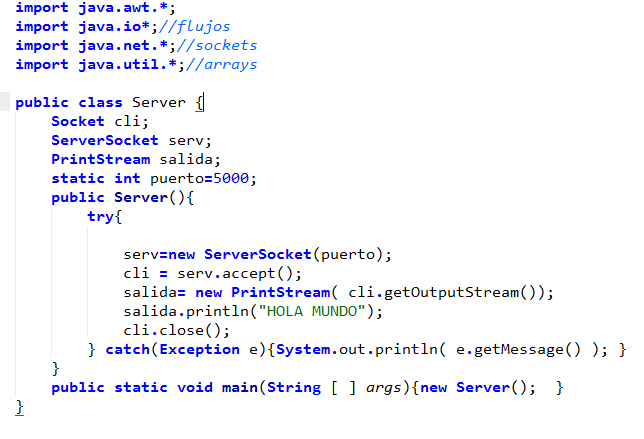 import java.awt.*;
import java.io*;//flujos
import java.net.*;//sockets
import java.util.*;//arrays
public class Server {
Socket cli;
ServerSocket serv;
PrintStream salida;
static int puerto=5000;
public Server(){
try{
serv=new ServerSocket(puerto);
cli = serv.accept();
salida= new PrintStream( cli.getOutputStream());
salida.println("HOLA MUNDO");
cli.close();
} catch(Exception e){System.out.println( e.getMessage() ); }
}
public static void main(String [ ] args){new Server();  }
}